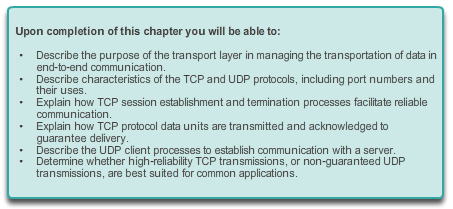 Upon completion of this chapter you will be able to:
• Describe the purpose of the transport layer in managing the transportation of data in
end-to-end communication.
• Describe characteristics of the TCP and UDP protocols, including port numbers and
their uses.
• Explain how TCP session establishment and termination processes facilitate reliable
communication.
• Explain how TCP protocol data units are transmitted and acknowledged to
guarantee delivery.
• Describe the UDP client processes to establish communication with a server.
• Determine whether high-reliability TCP transmissions, or non-guaranteed UDP
transmissions, are best suited for common applications.